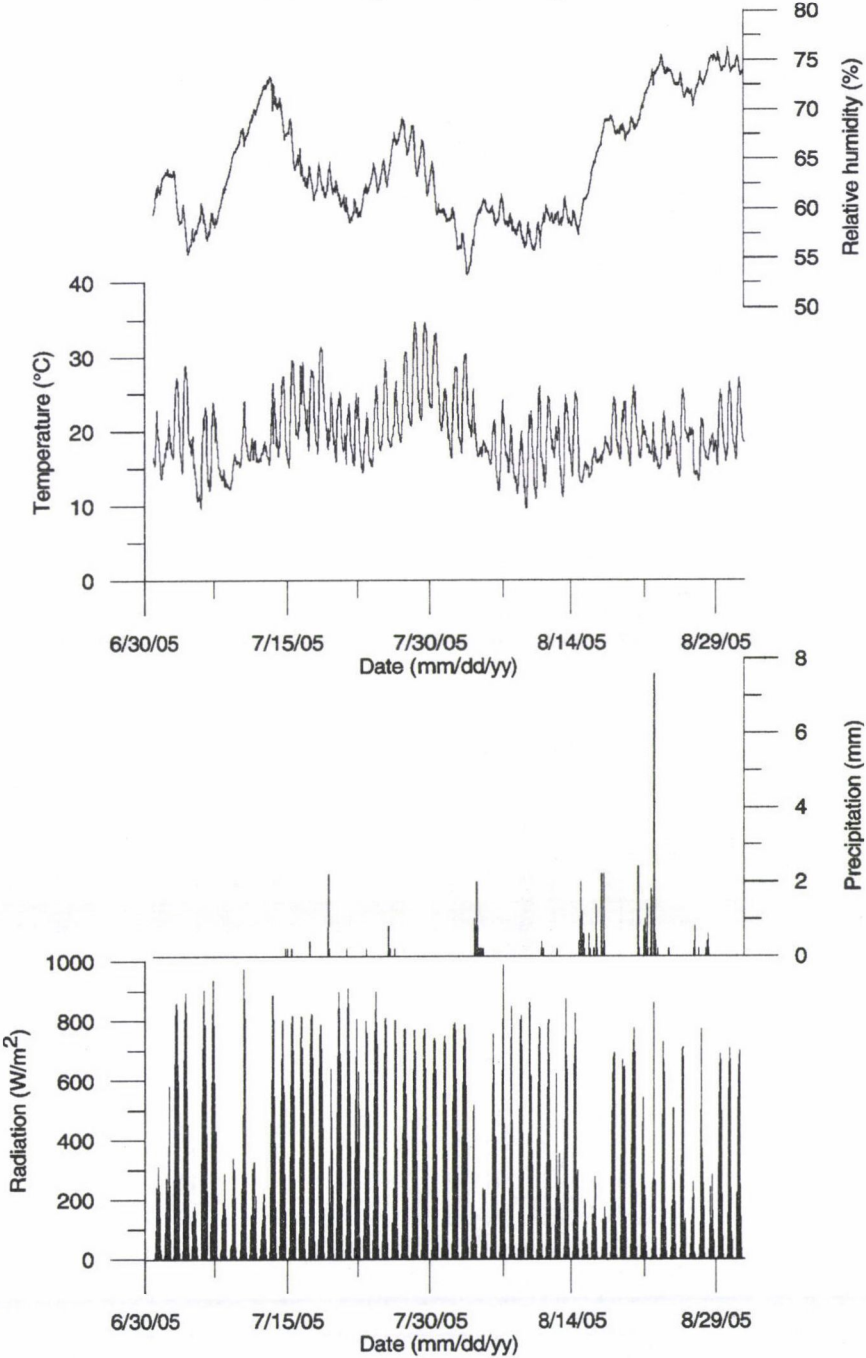 80
75
70
65
60
55
50
Relative humidity (%)
40
30
20
10
0
Temperature (°C)
6/30/05 7/15/05 7/30/05 8/14/05 8/29/05
Date (mm/dd/yy)
8
6
4
2
0
Precipitation (mm)
1000
800
600
400
200
0
Radiation (W/m²)
6/30/05 7/15/05 7/30/05 8/14/05 8/29/05
Date (mm/dd/yy)